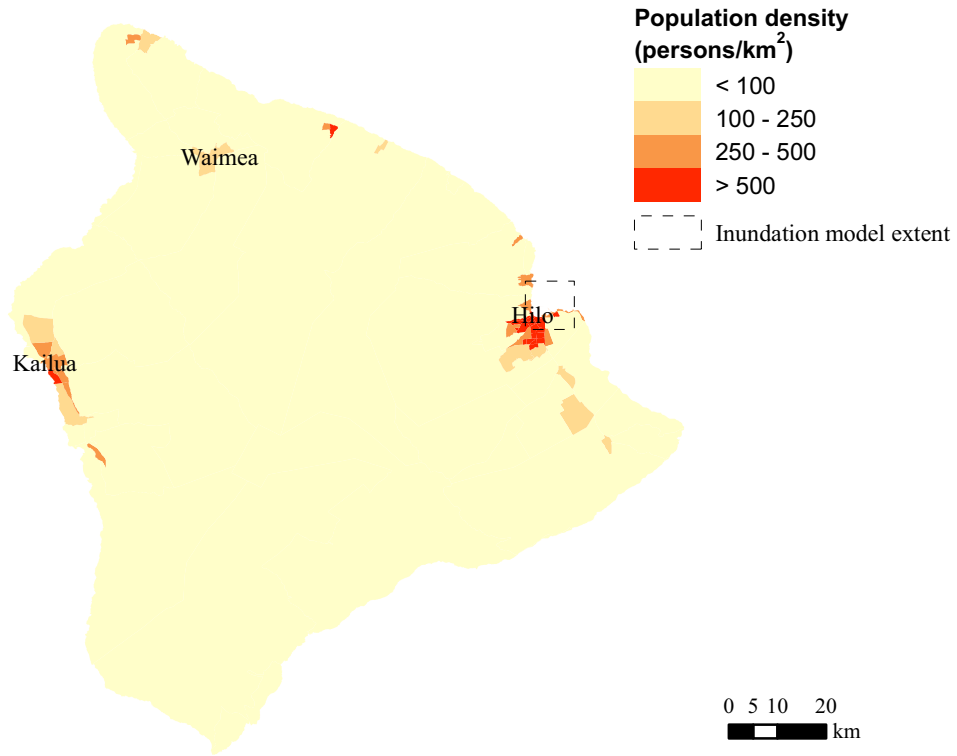 Population density
(persons/km²)
< 100
100 - 250
250 - 500
> 500
Inundation model extent
Waimea
Hilo
Kailua
0 5 10 20
km